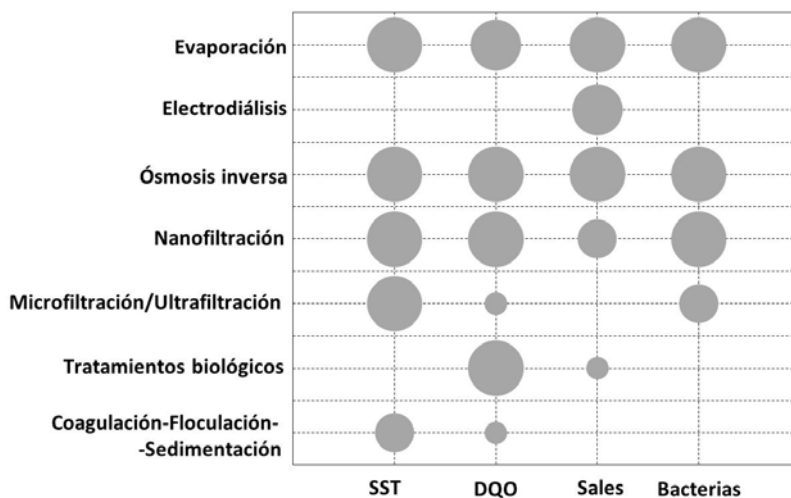 Evaporación
Electrodiálisis
Ósmosis inversa
Nanofiltración
Microfiltración/Ultrafiltración
Tratamientos biológicos
Coagulación-Floculación-
-Sedimentación
SST DQO Sales Bacterias